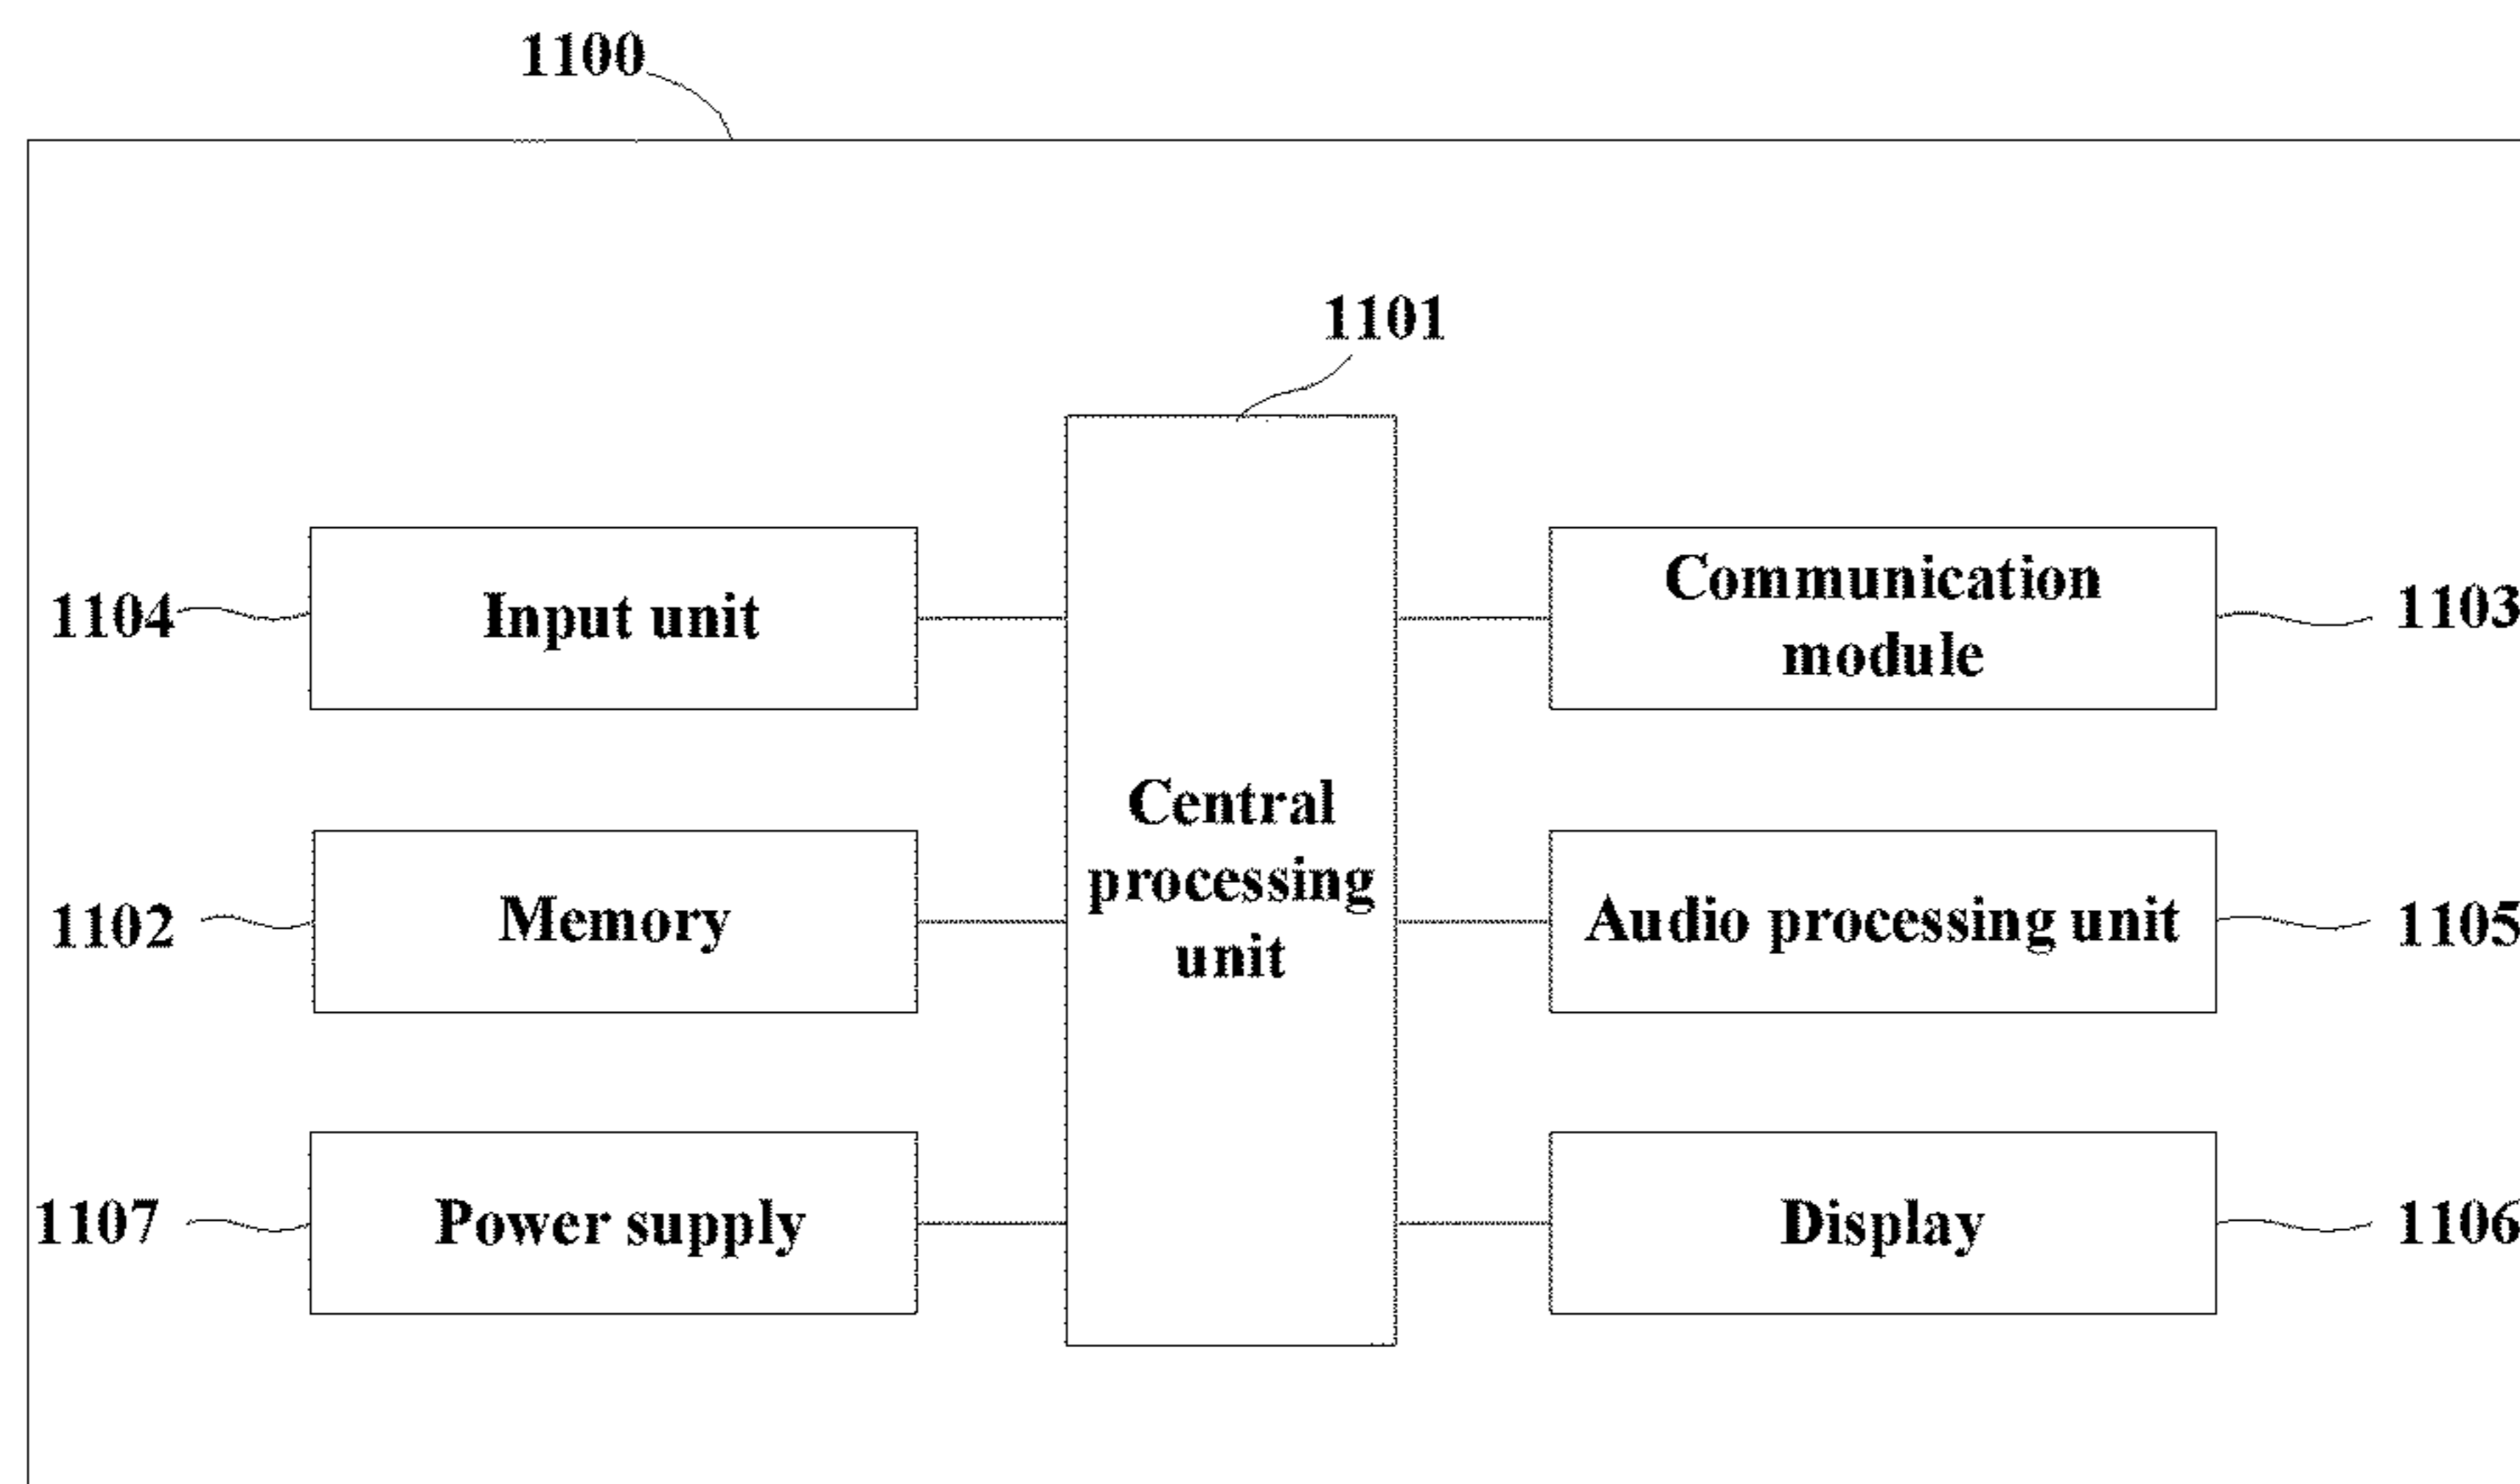 1100
1101
1104
Input unit
Communication
module
1103
Central
processing
unit
1102
Memory
Audio processing unit
1105
1107
Power supply
Display
1106